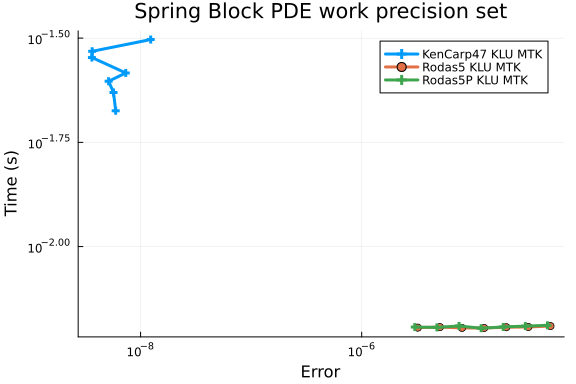 Spring Block PDE work precision set
10^−1.50
KenCarp47 KLU MTK
Rodas5 KLU MTK
Rodas5P KLU MTK
10^−1.75
Time (s)
10^−2.00
10^−8
10^−6
Error